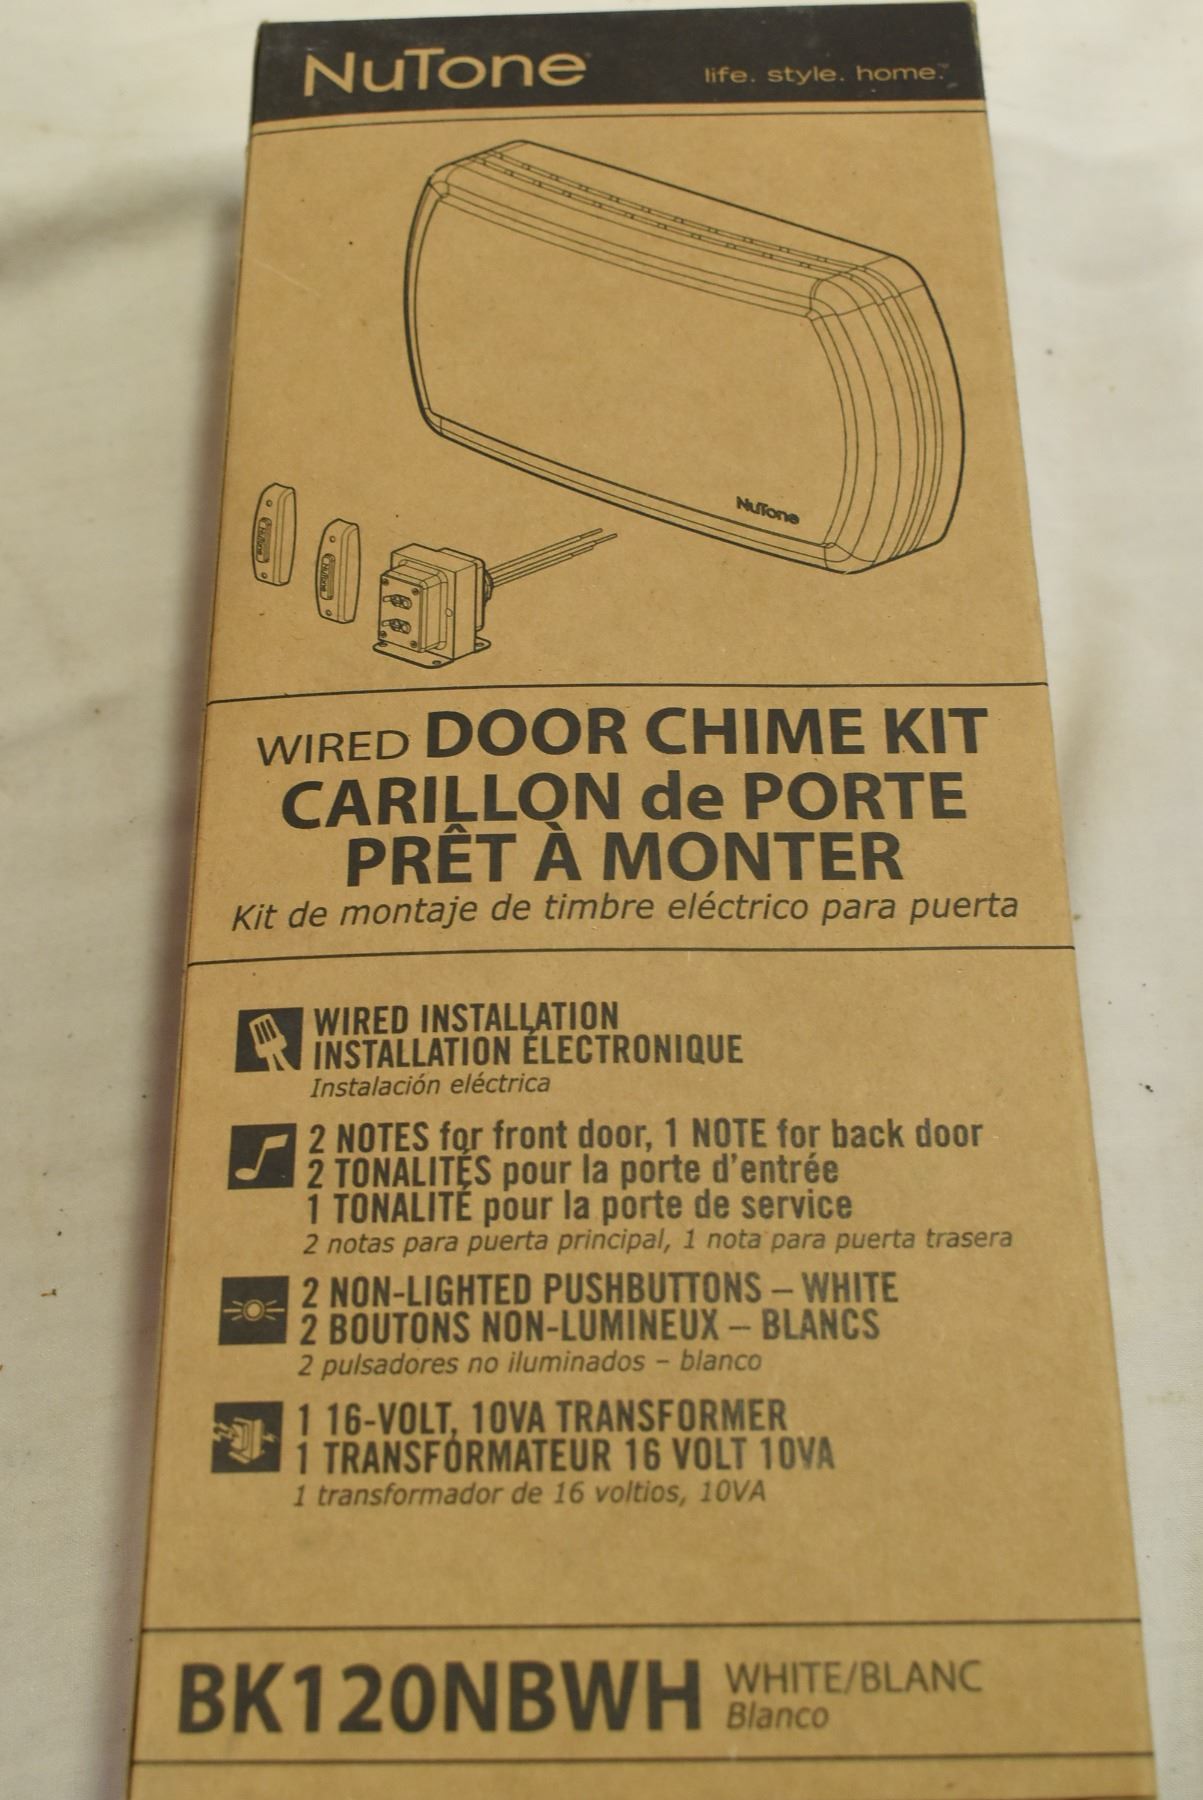 NuTone
life. style. home.™
NuTone
NuTone
NuTone
WIRED DOOR CHIME KIT
CARILLON de PORTE
PRÊT À MONTER
Kit de montaje de timbre eléctrico para puerta
WIRED INSTALLATION
INSTALLATION ÉLECTRONIQUE
Instalación eléctrica
2 NOTES for front door, 1 NOTE for back door
2 TONALITÉS pour la porte d'entrée
1 TONALITÉ pour la porte de service
2 notas para puerta principal, 1 nota para puerta trasera
2 NON-LIGHTED PUSHBUTTONS – WHITE
2 BOUTONS NON-LUMINEUX – BLANCS
2 pulsadores no iluminados – blanco
1 16-VOLT, 10VA TRANSFORMER
1 TRANSFORMATEUR 16 VOLT 10VA
1 transformador de 16 voltios, 10VA
BK120NBWH WHITE/BLANC
Blanco